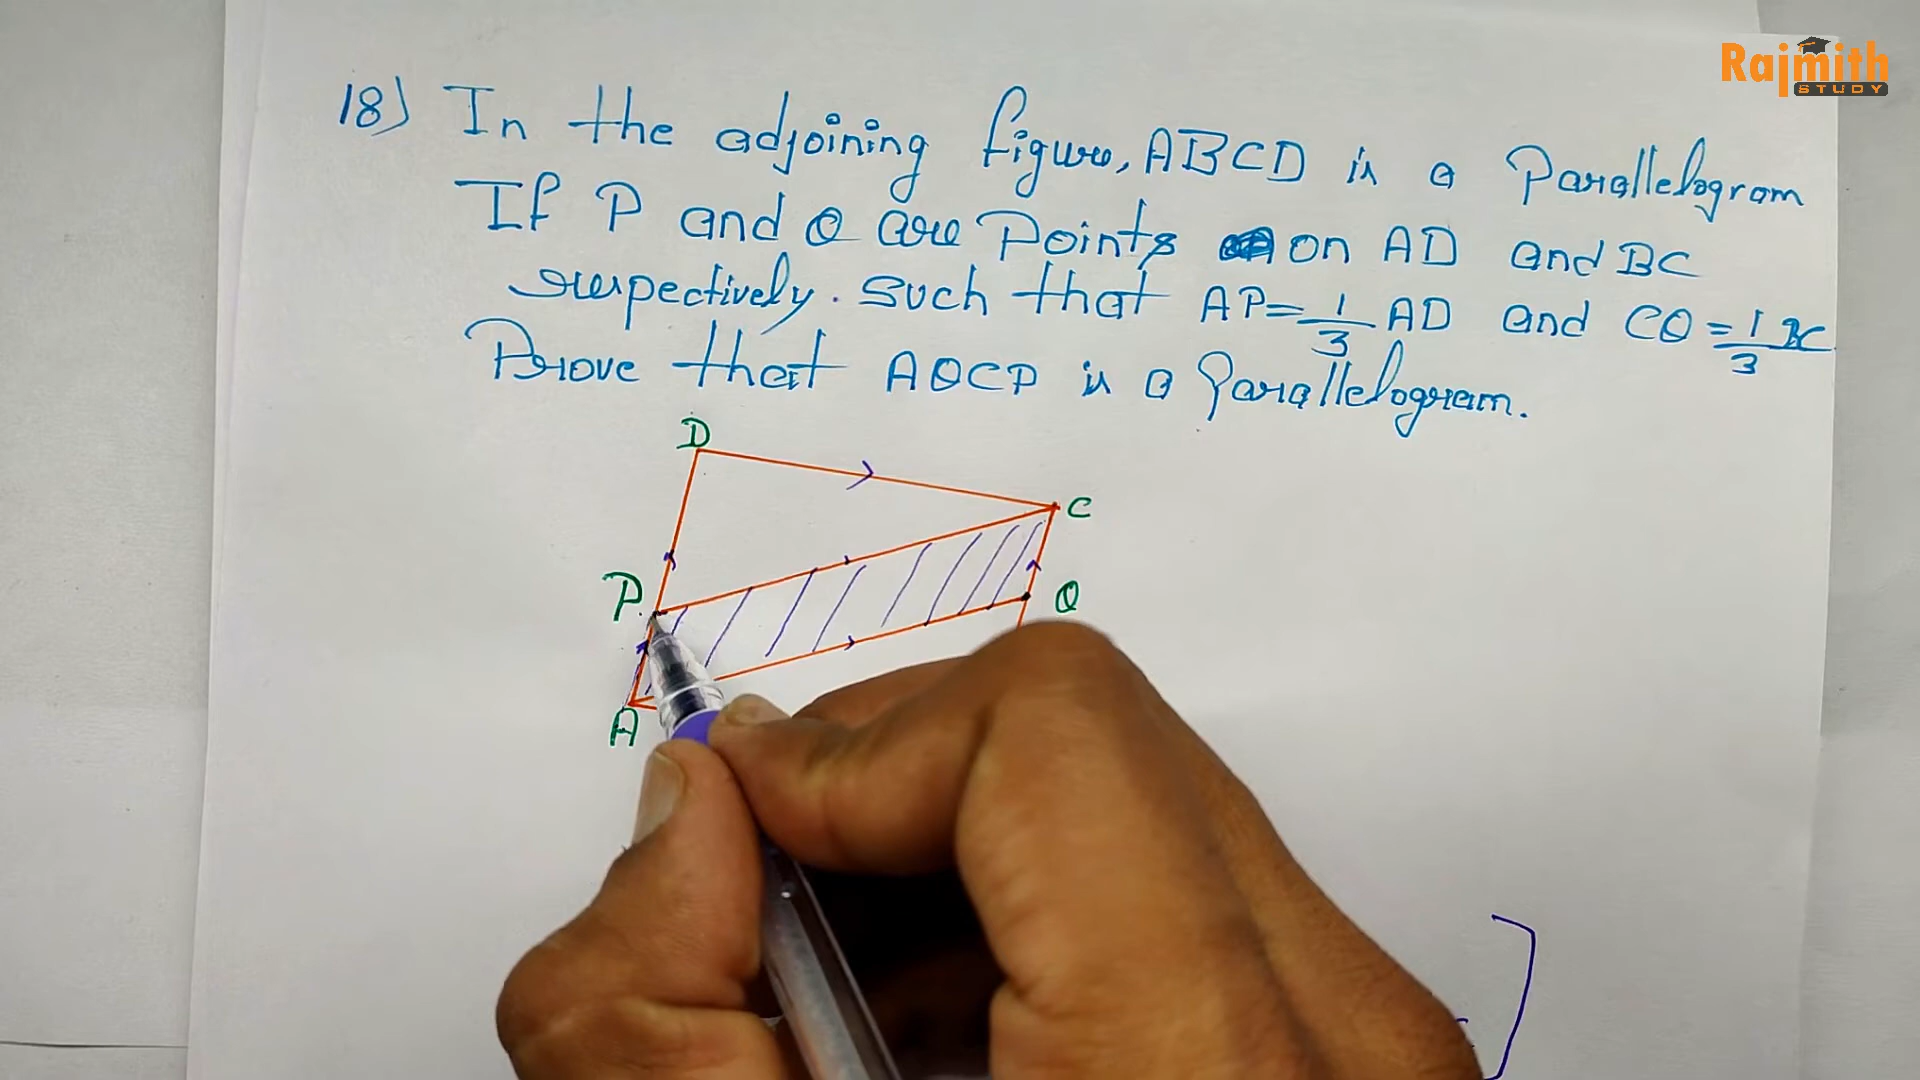 Rajmith
STUDY
18) In the adjoining figure, ABCD is a Parallelogram
If P and Q are Points on AD and BC
respectively. Such that AP = 1/3 AD and CQ = 1/3 BC
Prove that AQCP is a Parallelogram.
D
C
P
Q
A